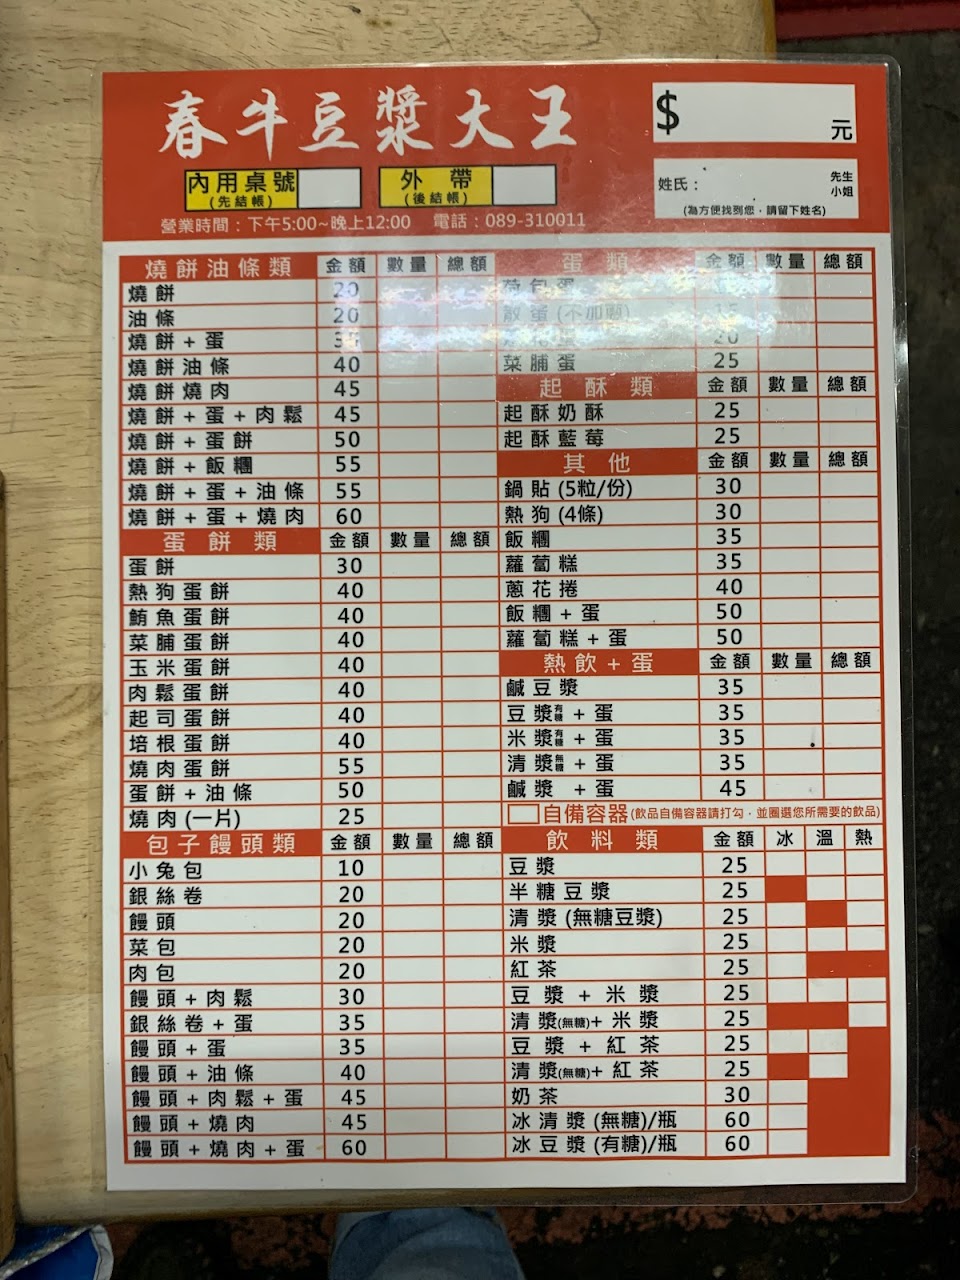 春牛豆漿大王
$ 元
內用桌號
(先結帳)
外帶
(後結帳)
姓氏：
先生
小姐
(為方便找到您，請留下姓名)
營業時間：下午5:00~晚上12:00 電話：089-310011
燒餅油條類 金額 數量 總額
燒餅 20
油條 20
燒餅+蛋
燒餅油條 40
燒餅燒肉 45
燒餅+蛋+肉鬆 45
燒餅+蛋餅 50
燒餅+飯糰 55
燒餅+蛋+油條 55
燒餅+蛋+燒肉 60
蛋餅類 金額 數量 總額
蛋餅 30
熱狗蛋餅 40
鮪魚蛋餅 40
菜脯蛋餅 40
玉米蛋餅 40
肉鬆蛋餅 40
起司蛋餅 40
培根蛋餅 40
燒肉蛋餅 55
蛋餅+油條 50
燒肉(一片) 25
包子饅頭類 金額 數量 總額
小兔包 10
銀絲卷 20
饅頭 20
菜包 20
肉包 20
饅頭+肉鬆 30
銀絲卷+蛋 35
饅頭+蛋 35
饅頭+油條 40
饅頭+肉鬆+蛋 45
饅頭+燒肉 45
饅頭+燒肉+蛋 60
蛋類 金額 數量 總額
荷包蛋
散蛋(不加蔥) 15
20
菜脯蛋 25
起酥類 金額 數量 總額
起酥奶酥 25
起酥藍莓 25
其他 金額 數量 總額
鍋貼(5粒/份) 30
熱狗(4條) 30
飯糰 35
蘿蔔糕 35
蔥花捲 40
飯糰+蛋 50
蘿蔔糕+蛋 50
熱飲+蛋 金額 數量 總額
鹹豆漿 35
豆漿有糖+蛋 35
米漿有糖+蛋 35
清漿無糖+蛋 35
鹹漿+蛋 45
自備容器(飲品自備容器請打勾，並圈選您所需要的飲品)
飲料類 金額 冰 溫 熱
豆漿 25
半糖豆漿 25
清漿(無糖豆漿) 25
米漿 25
紅茶 25
豆漿+米漿 25
清漿(無糖)+米漿 25
豆漿+紅茶 25
清漿(無糖)+紅茶 25
奶茶 30
冰清漿(無糖)/瓶 60
冰豆漿(有糖)/瓶 60